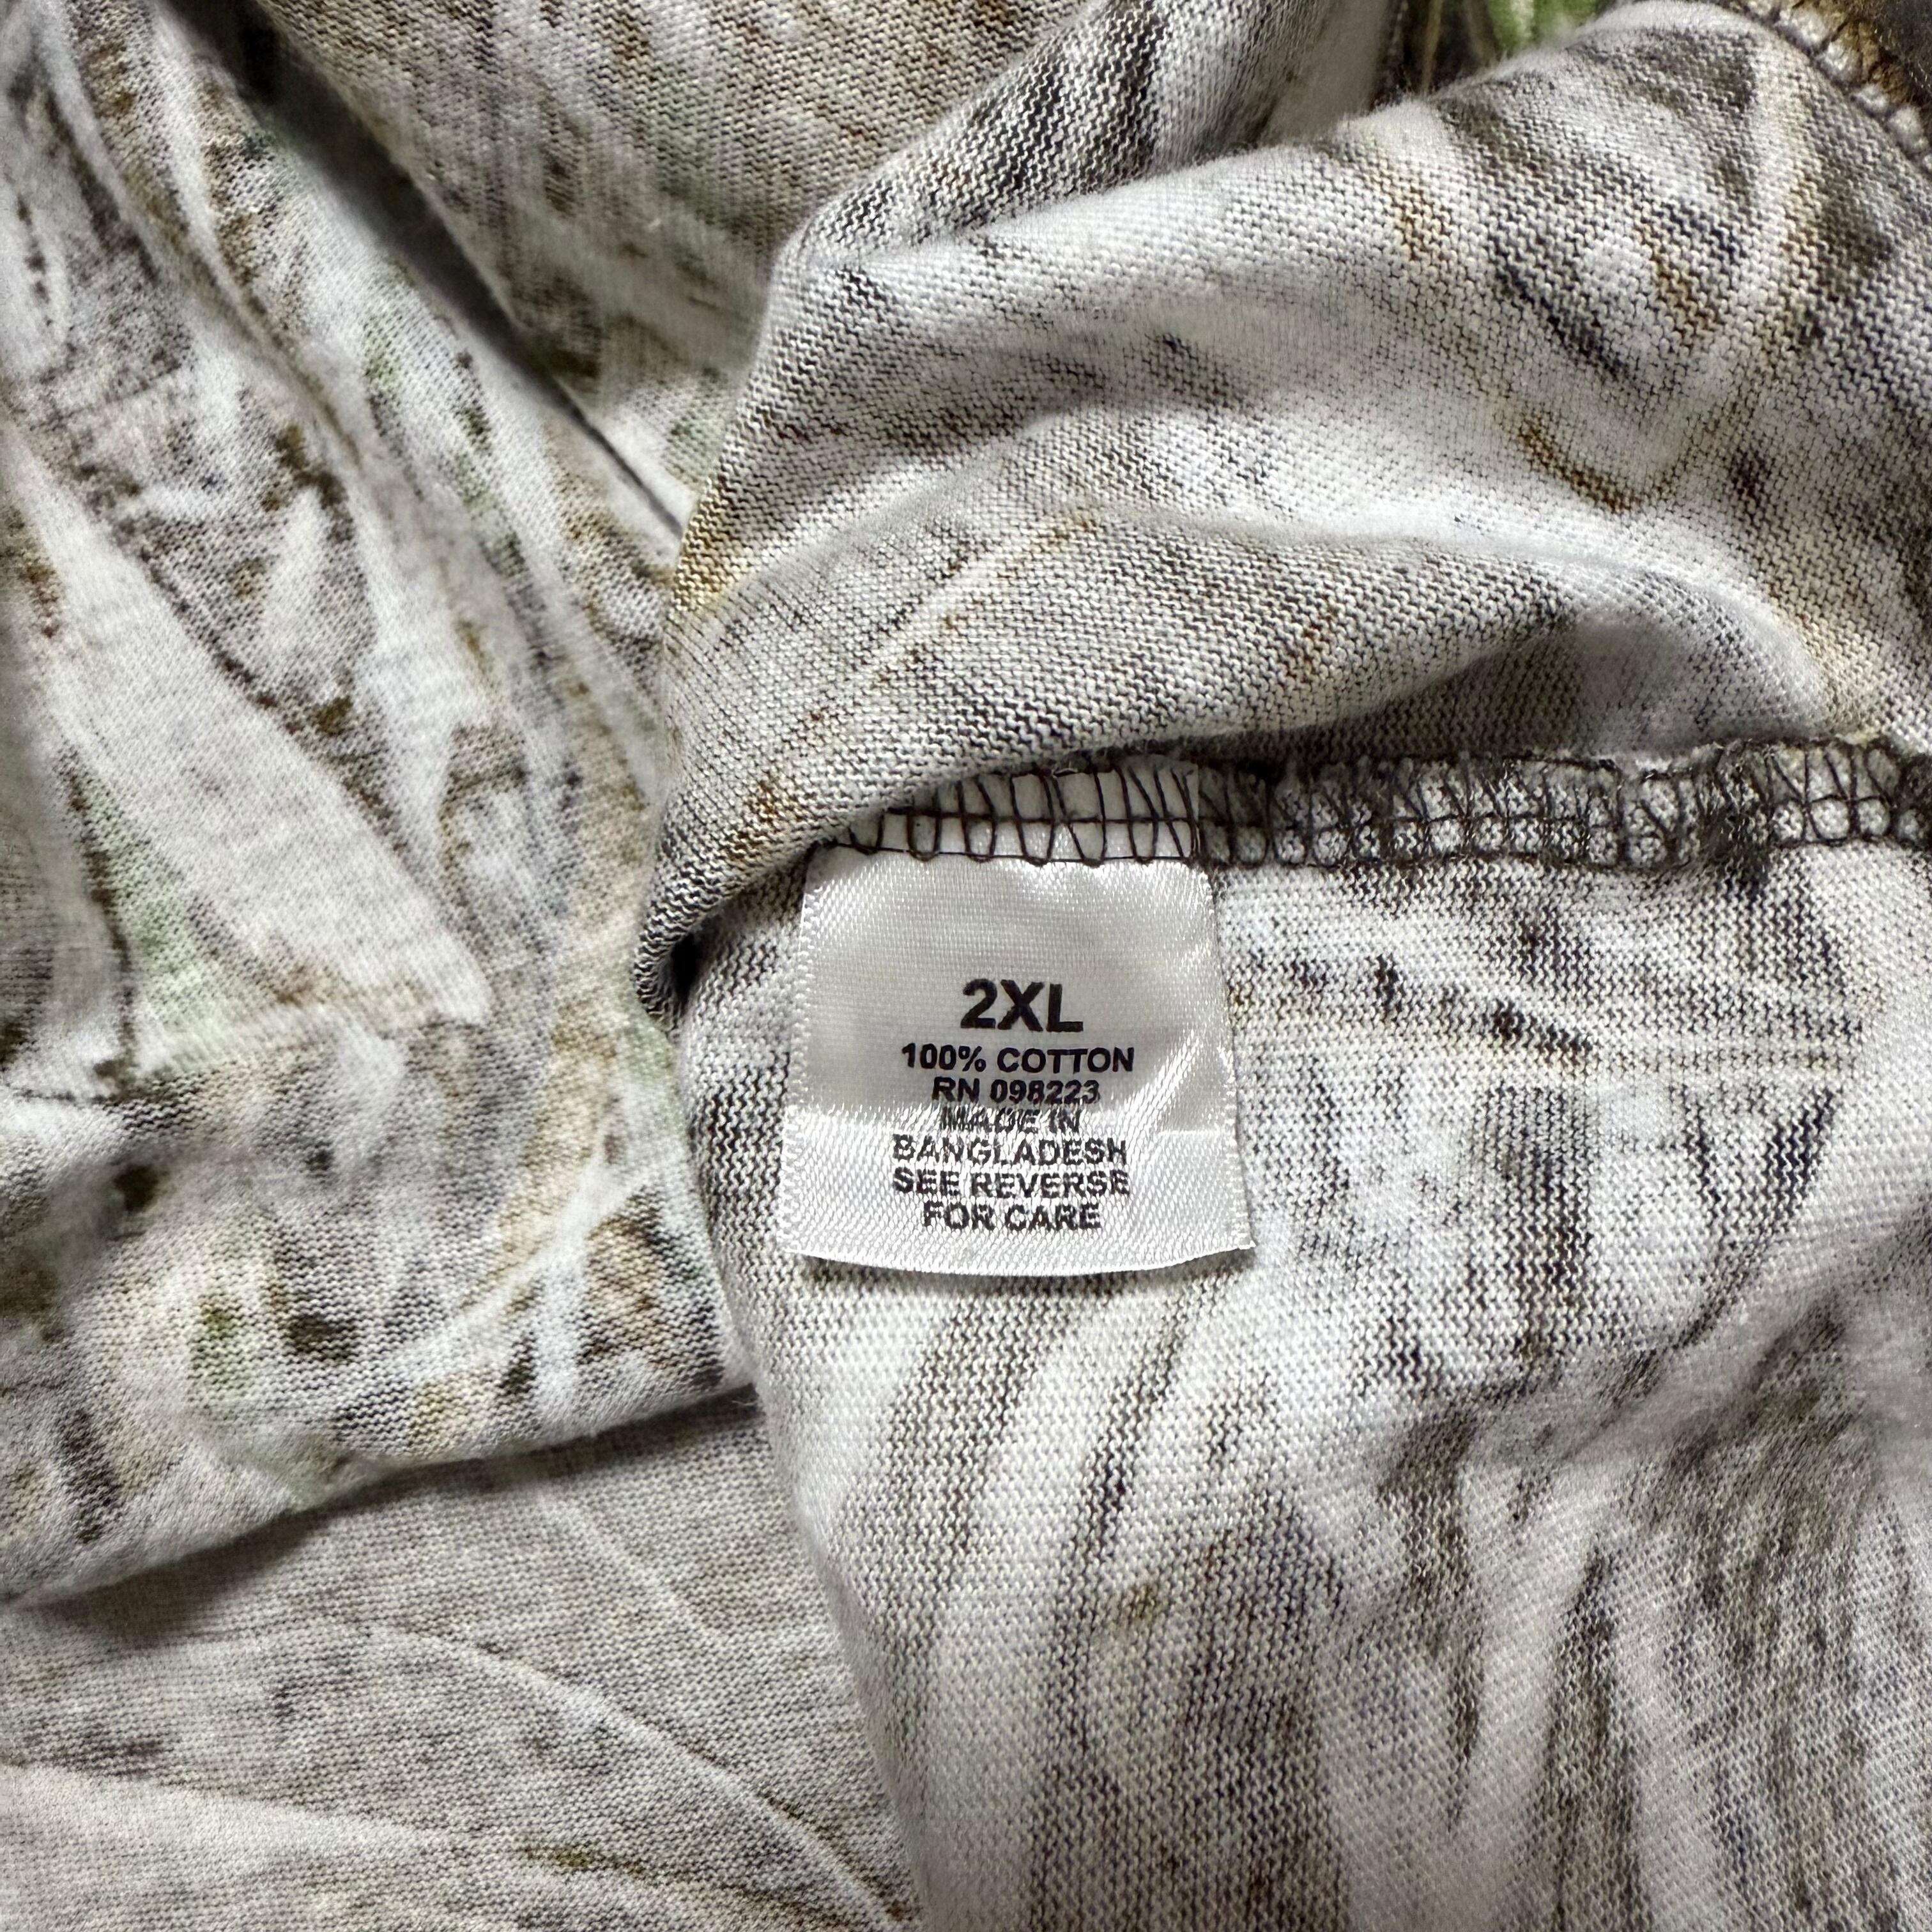 2XL
100% COTTON
RN 098223
MADE IN
BANGLADESH
SEE REVERSE
FOR CARE